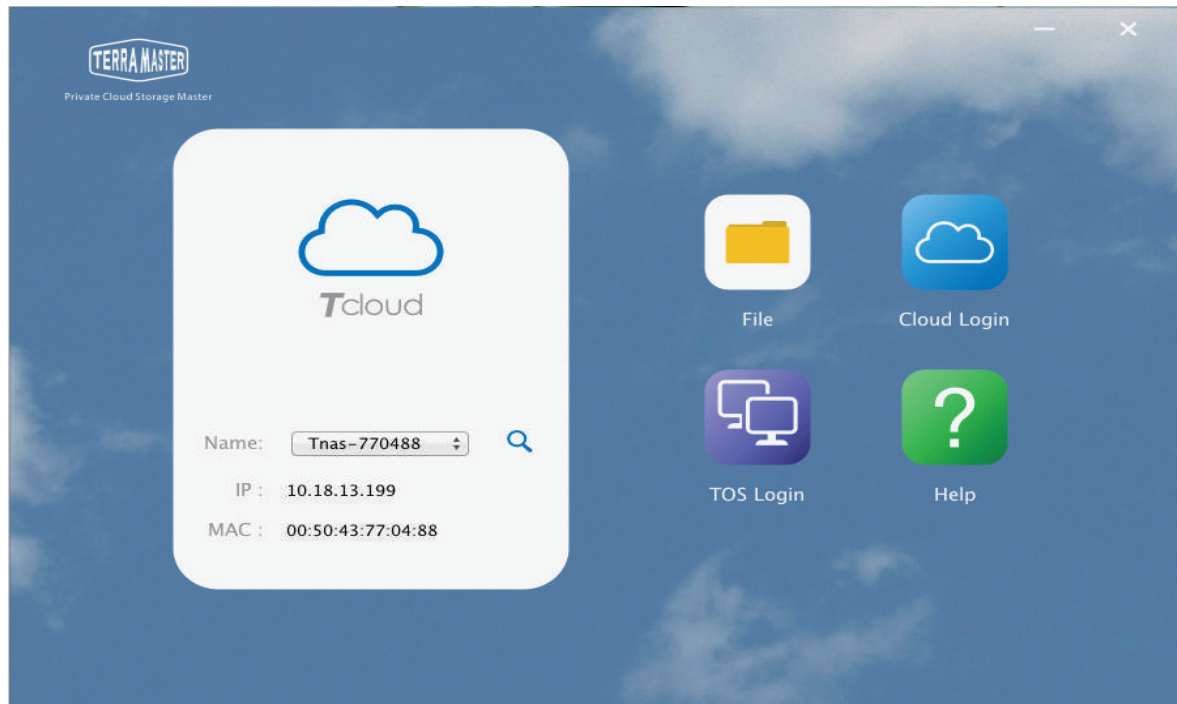 TERRA MASTER
Private Cloud Storage Master
Tcloud
Name: Tnas-770488
IP : 10.18.13.199
MAC : 00:50:43:77:04:88
File
Cloud Login
TOS Login
Help